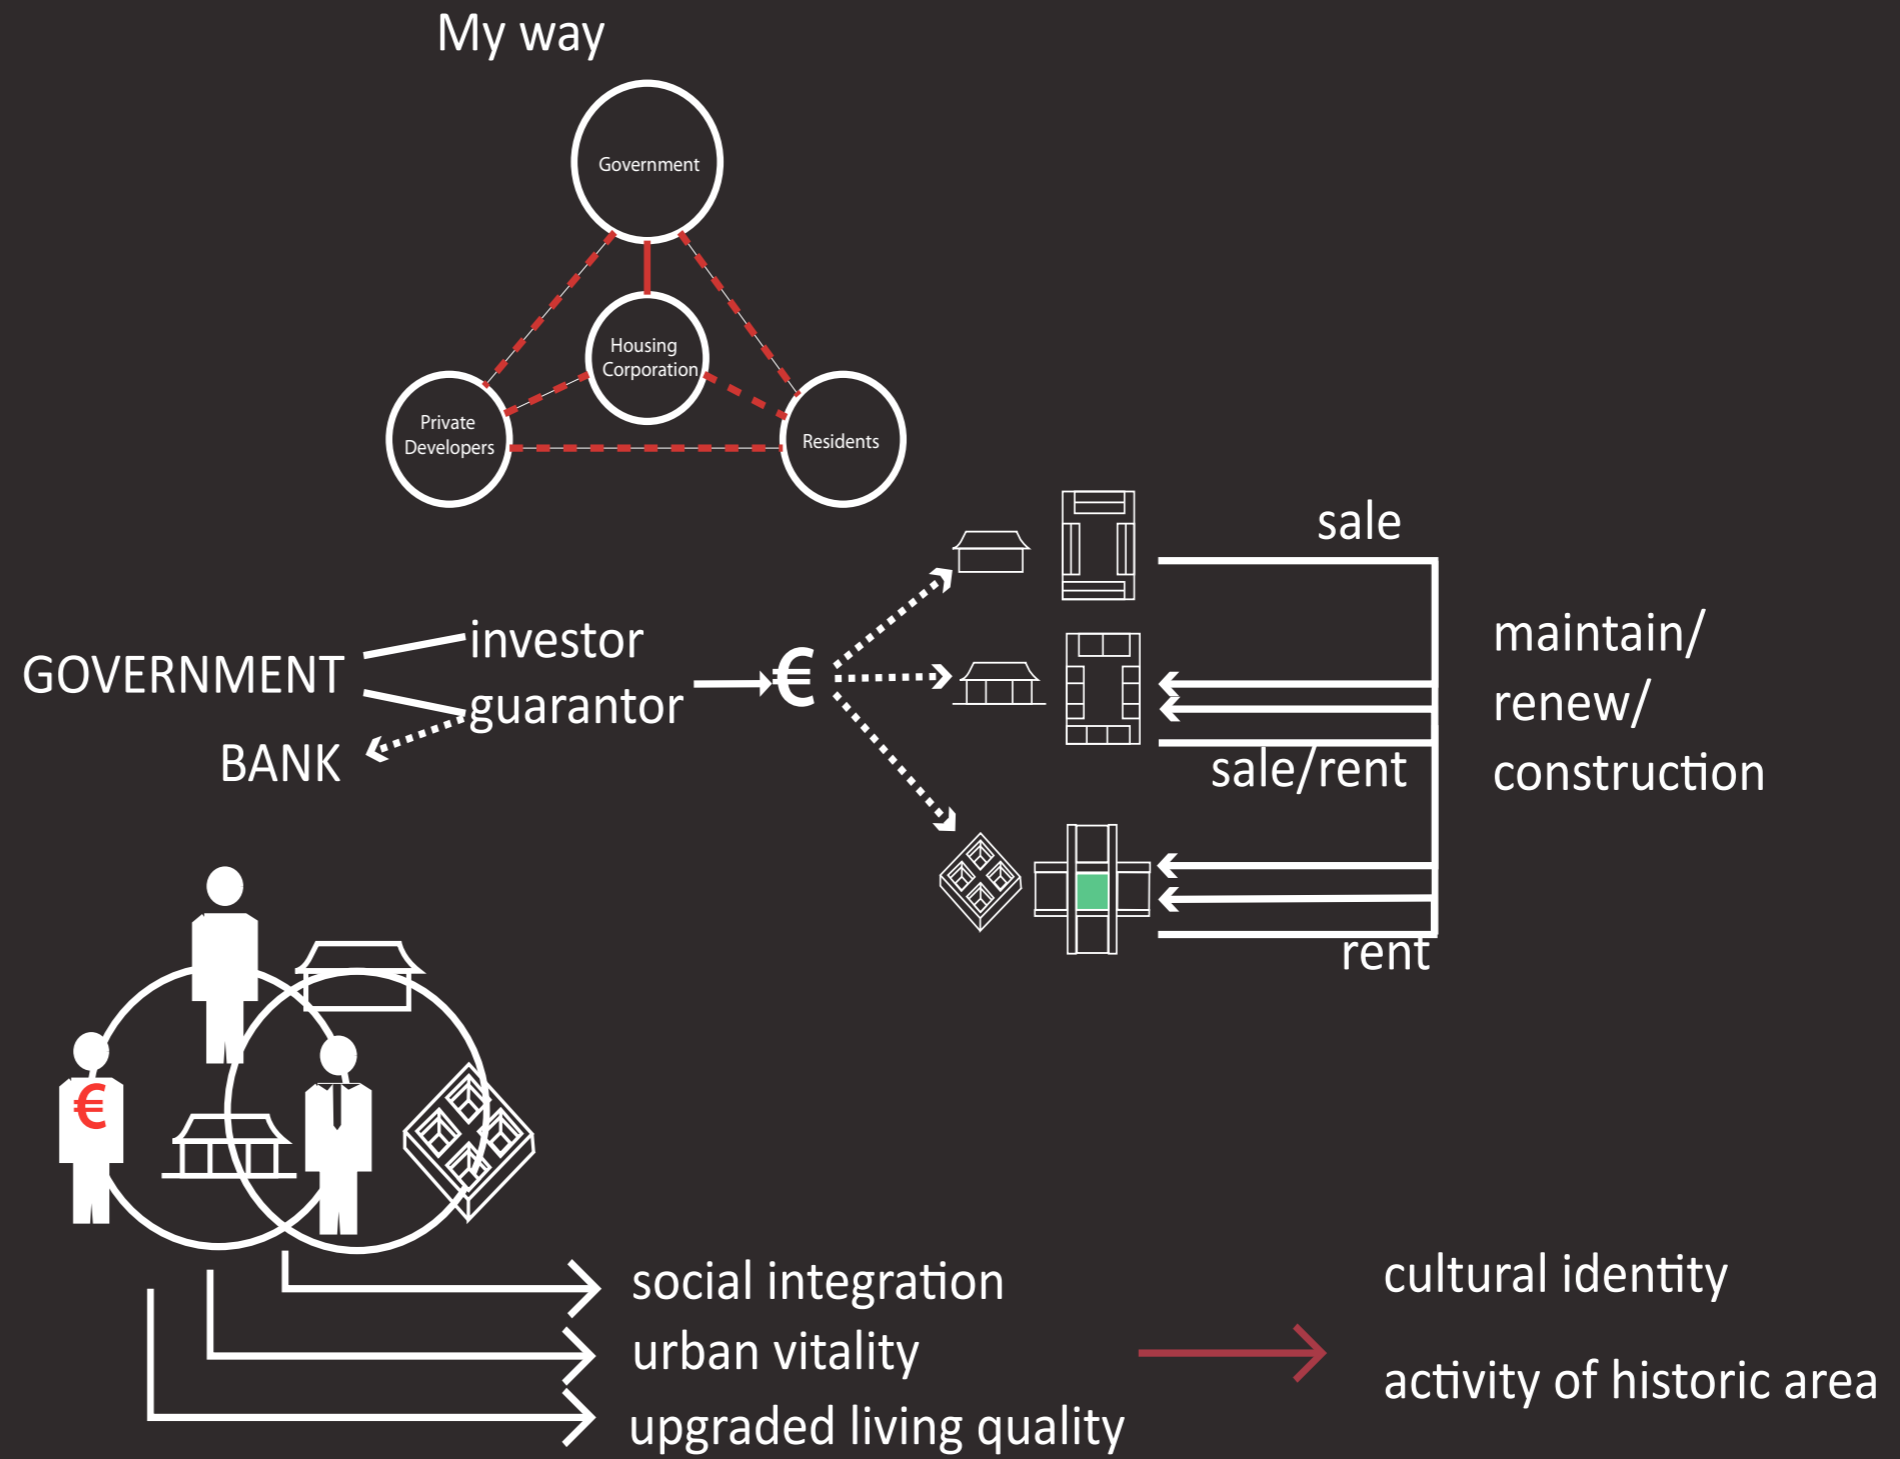 My way
Government
Housing
Corporation
Private
Developers
Residents
sale
GOVERNMENT
investor
guarantor
BANK
€
maintain/
renew/
construction
sale/rent
rent
€
social integration
urban vitality
upgraded living quality
cultural identity
activity of historic area